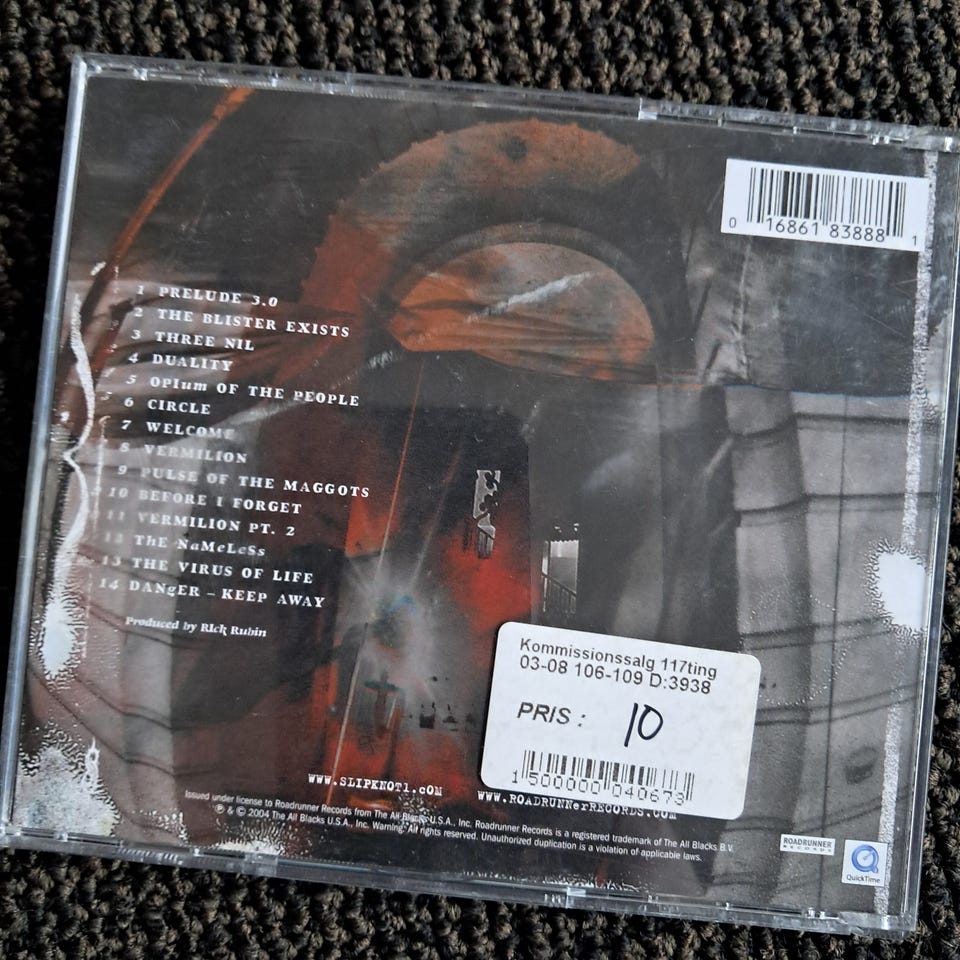 0 16861 83888 1
1 PRELUDE 3.0
2 THE BLISTER EXISTS
3 THREE NIL
4 DUALITY
5 OPIum OF THE PEOPLE
6 CIRCLE
7 WELCOME
8 VERMILION
9 PULSE OF THE MAGGOTS
10 BEFORE I FORGET
11 VERMILION PT. 2
12 ThE NaMeLeSs
13 THE VIRUS OF LIFE
14 DANgER – KEEP AWAY
Produced by RIck Rubin
Kommissionssalg 117ting
03-08 106-109 D:3938
PRIS : 10
1 500000 040673
www.SLIPKNOT1.cOM
www.ROADRUNNerRECORDS.cOm
Issued under license to Roadrunner Records from The All Blacks U.S.A., Inc. Roadrunner Records is a registered trademark of The All Blacks B.V.
℗ & © 2004 The All Blacks U.S.A., Inc. Warning: All rights reserved. Unauthorized duplication is a violation of applicable laws.
ROADRUNNER
RECORDS
QuickTime